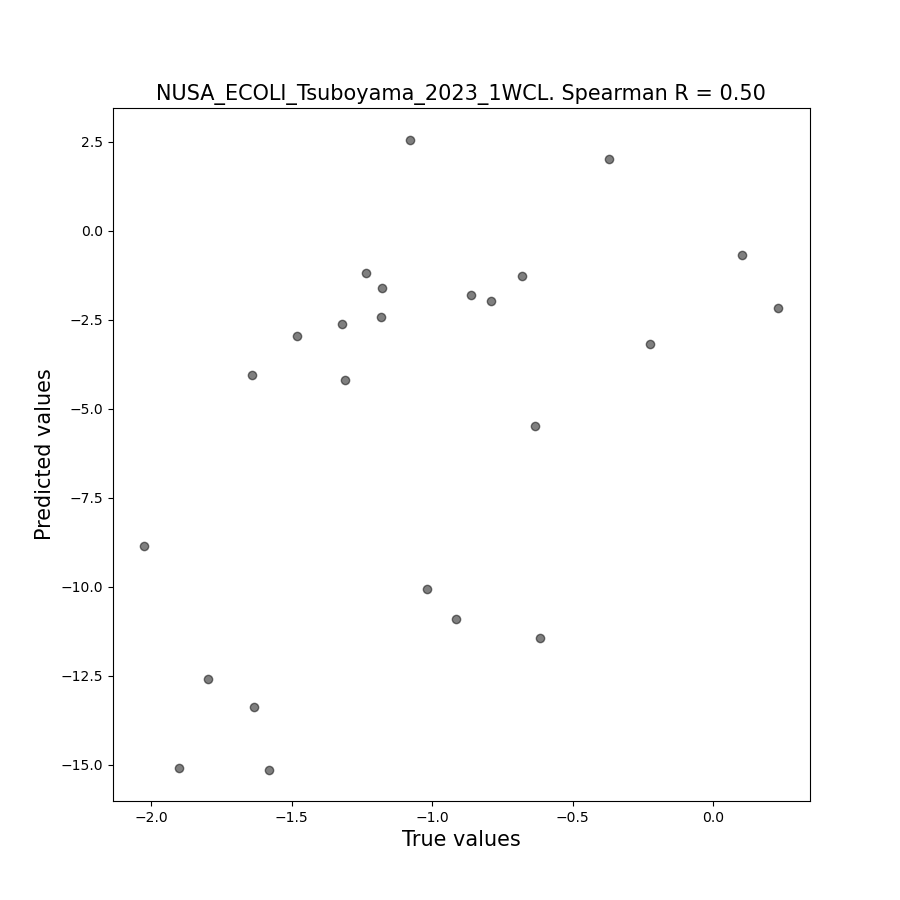 NUSA_ECOLI_Tsuboyama_2023_1WCL. Spearman R = 0.50
2.5
0.0
−2.5
−5.0
−7.5
−10.0
−12.5
−15.0
Predicted values
−2.0 −1.5 −1.0 −0.5 0.0
True values